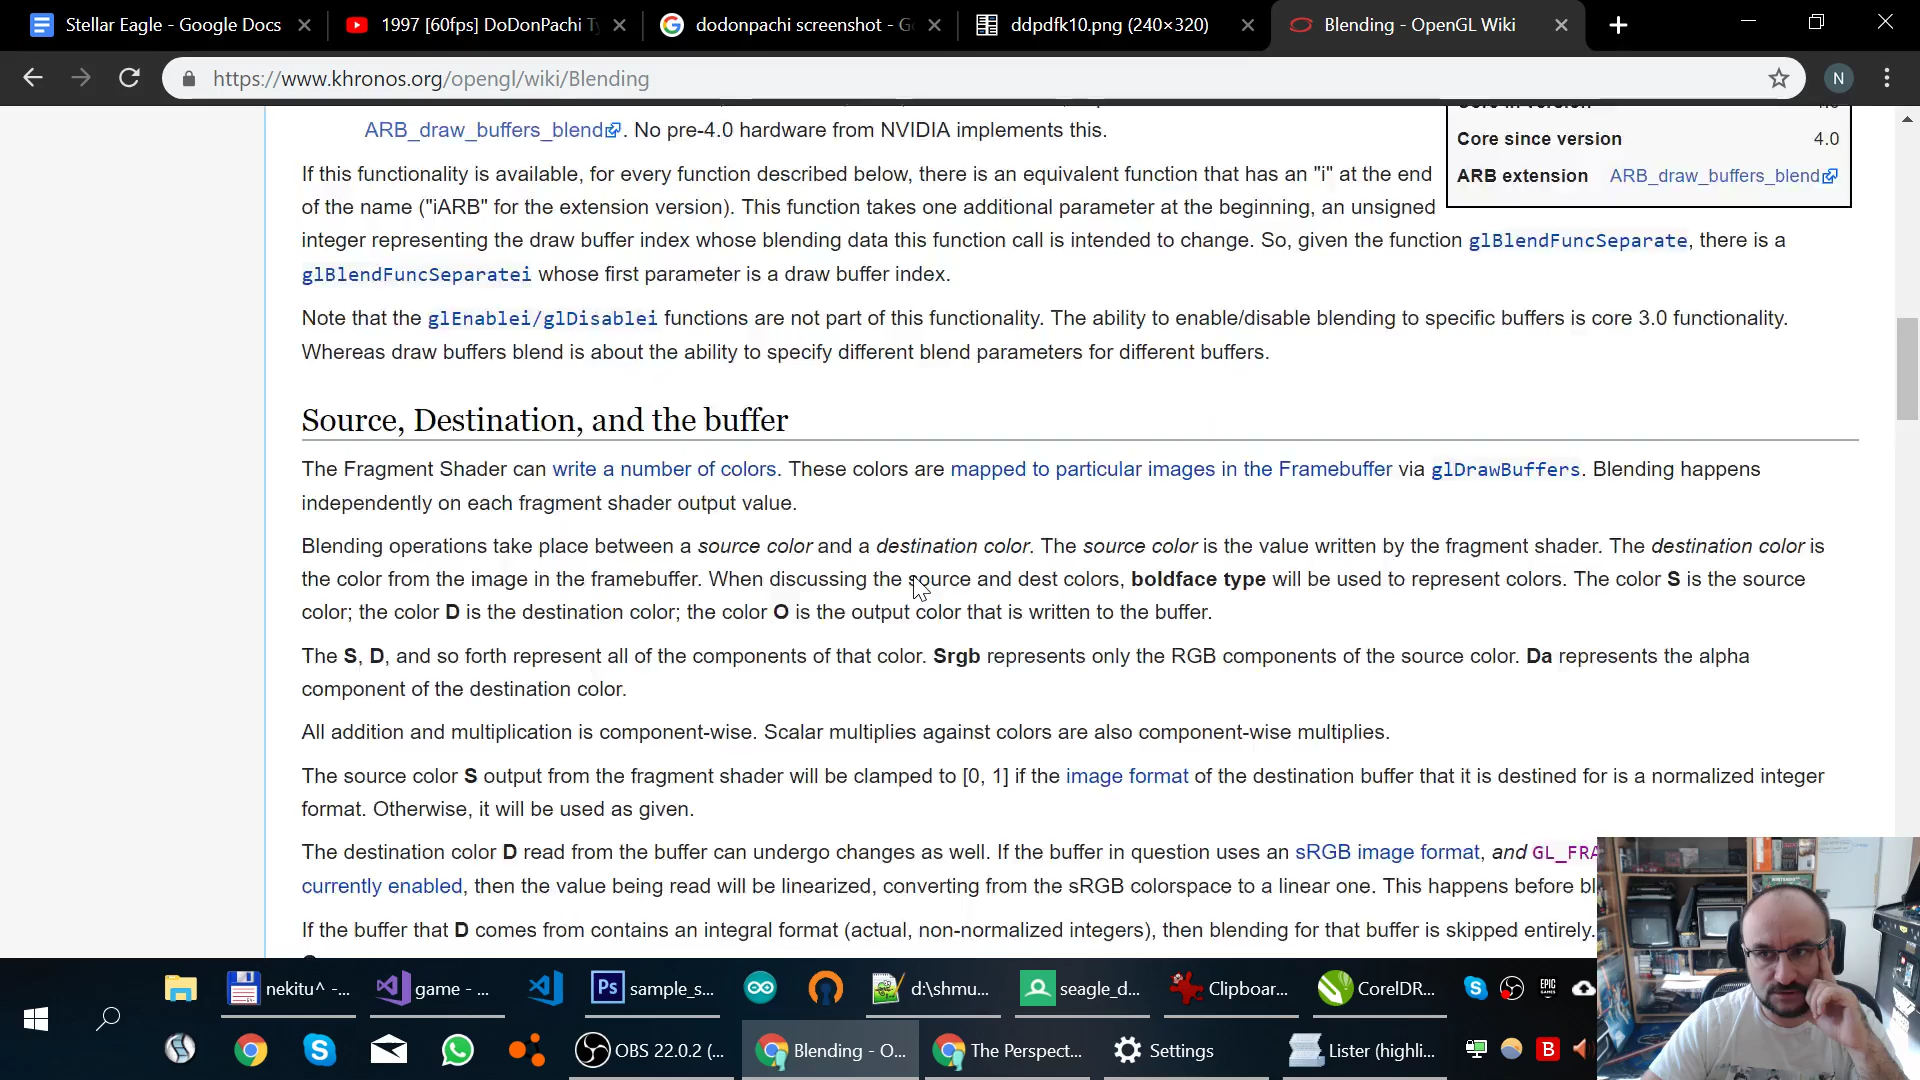 Stellar Eagle - Google Docs
1997 [60fps] DoDonPachi Ty
dodonpachi screenshot - Go
ddpdfk10.png (240×320)
Blending - OpenGL Wiki
https://www.khronos.org/opengl/wiki/Blending
N
ARB_draw_buffers_blend. No pre-4.0 hardware from NVIDIA implements this.
Core in version 4.0
Core since version 4.0
ARB extension ARB_draw_buffers_blend
If this functionality is available, for every function described below, there is an equivalent function that has an "i" at the end
of the name ("iARB" for the extension version). This function takes one additional parameter at the beginning, an unsigned
integer representing the draw buffer index whose blending data this function call is intended to change. So, given the function glBlendFuncSeparate, there is a
glBlendFuncSeparatei whose first parameter is a draw buffer index.
Note that the glEnablei/glDisablei functions are not part of this functionality. The ability to enable/disable blending to specific buffers is core 3.0 functionality.
Whereas draw buffers blend is about the ability to specify different blend parameters for different buffers.
Source, Destination, and the buffer
The Fragment Shader can write a number of colors. These colors are mapped to particular images in the Framebuffer via glDrawBuffers. Blending happens
independently on each fragment shader output value.
Blending operations take place between a source color and a destination color. The source color is the value written by the fragment shader. The destination color is
the color from the image in the framebuffer. When discussing the source and dest colors, boldface type will be used to represent colors. The color S is the source
color; the color D is the destination color; the color O is the output color that is written to the buffer.
The S, D, and so forth represent all of the components of that color. Srgb represents only the RGB components of the source color. Da represents the alpha
component of the destination color.
All addition and multiplication is component-wise. Scalar multiplies against colors are also component-wise multiplies.
The source color S output from the fragment shader will be clamped to [0, 1] if the image format of the destination buffer that it is destined for is a normalized integer
format. Otherwise, it will be used as given.
The destination color D read from the buffer can undergo changes as well. If the buffer in question uses an sRGB image format, and GL_FRA
currently enabled, then the value being read will be linearized, converting from the sRGB colorspace to a linear one. This happens before bl
If the buffer that D comes from contains an integral format (actual, non-normalized integers), then blending for that buffer is skipped entirely.
nekitu^ -...
game - ...
Ps
sample_s...
d:\shmu...
seagle_d...
Clipboar...
CorelDR...
EPIC GAMES
OBS 22.0.2 (...
Blending - O...
The Perspect...
Settings
Lister (highli...
B